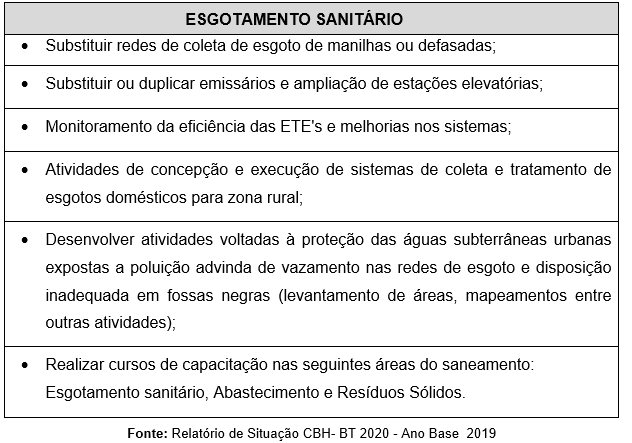 ESGOTAMENTO SANITÁRIO
• Substituir redes de coleta de esgoto de manilhas ou defasadas;
• Substituir ou duplicar emissários e ampliação de estações elevatórias;
• Monitoramento da eficiência das ETE's e melhorias nos sistemas;
• Atividades de concepção e execução de sistemas de coleta e tratamento de
esgotos domésticos para zona rural;
• Desenvolver atividades voltadas à proteção das águas subterrâneas urbanas
expostas a poluição advinda de vazamento nas redes de esgoto e disposição
inadequada em fossas negras (levantamento de áreas, mapeamentos entre
outras atividades);
• Realizar cursos de capacitação nas seguintes áreas do saneamento:
Esgotamento sanitário, Abastecimento e Resíduos Sólidos.
Fonte: Relatório de Situação CBH- BT 2020 - Ano Base 2019